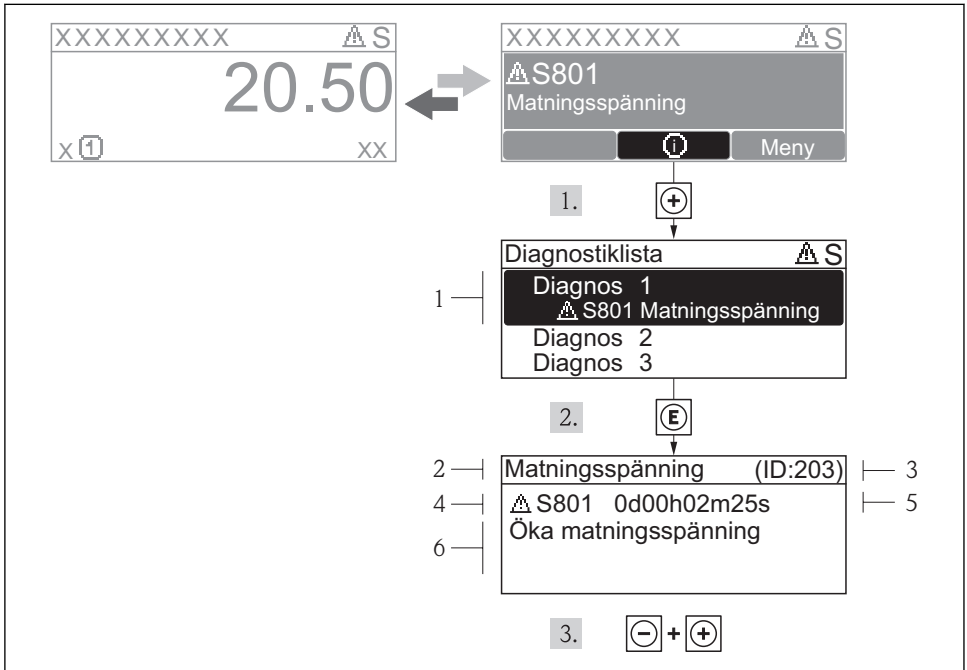 XXXXXXXXX ⚠ S
20.50
X ① XX
XXXXXXXXX ⚠ S
⚠ S801
Matningsspänning
ⓘ Meny
1. +
Diagnostiklista ⚠ S
1
Diagnos 1
⚠ S801 Matningsspänning
Diagnos 2
Diagnos 3
2. E
2 Matningsspänning (ID:203) 3
4 ⚠ S801 0d00h02m25s 5
6 Öka matningsspänning
3. - + +